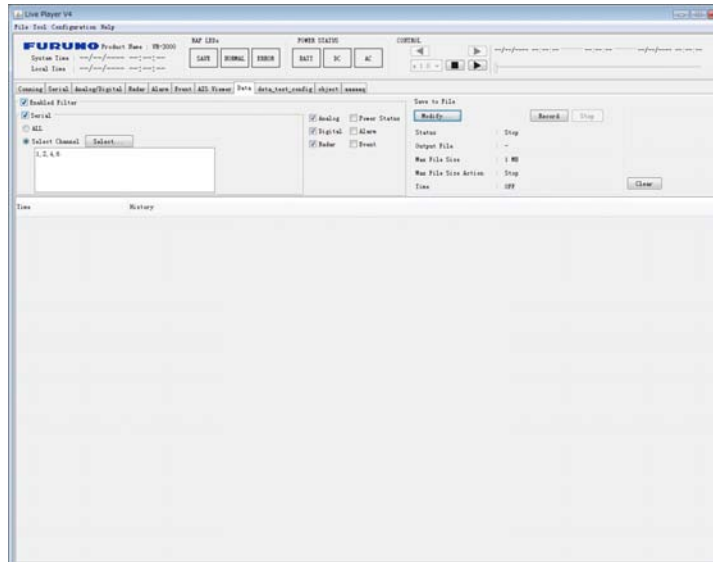 Live Player V4
File Tool Configuration Help
FURUNO Product Name : VR-3000
System Time : --/--/---- --:--:--
Local Time : --/--/---- --:--:--
RAP LEDs
SAVE NORMAL ERROR
POWER STATUS
BATT DC AC
CONTROL
x 1.0
--/--/---- --:--:-- --/-- --:--:-- --/--/---- --:--:--
Conning Serial Analog/Digital Radar Alarm Event AIS Viewer Data data_test_config object
Enabled Filter
Serial
ALL
Select Channel Select...
1,2,4,6
Analog Power Status
Digital Alarm
Radar Event
Save to File
Modify... Record Stop
Status : Stop
Output File : -
Max File Size : 1 MB
Max File Size Action : Stop
Time : OFF
Clear
Time History